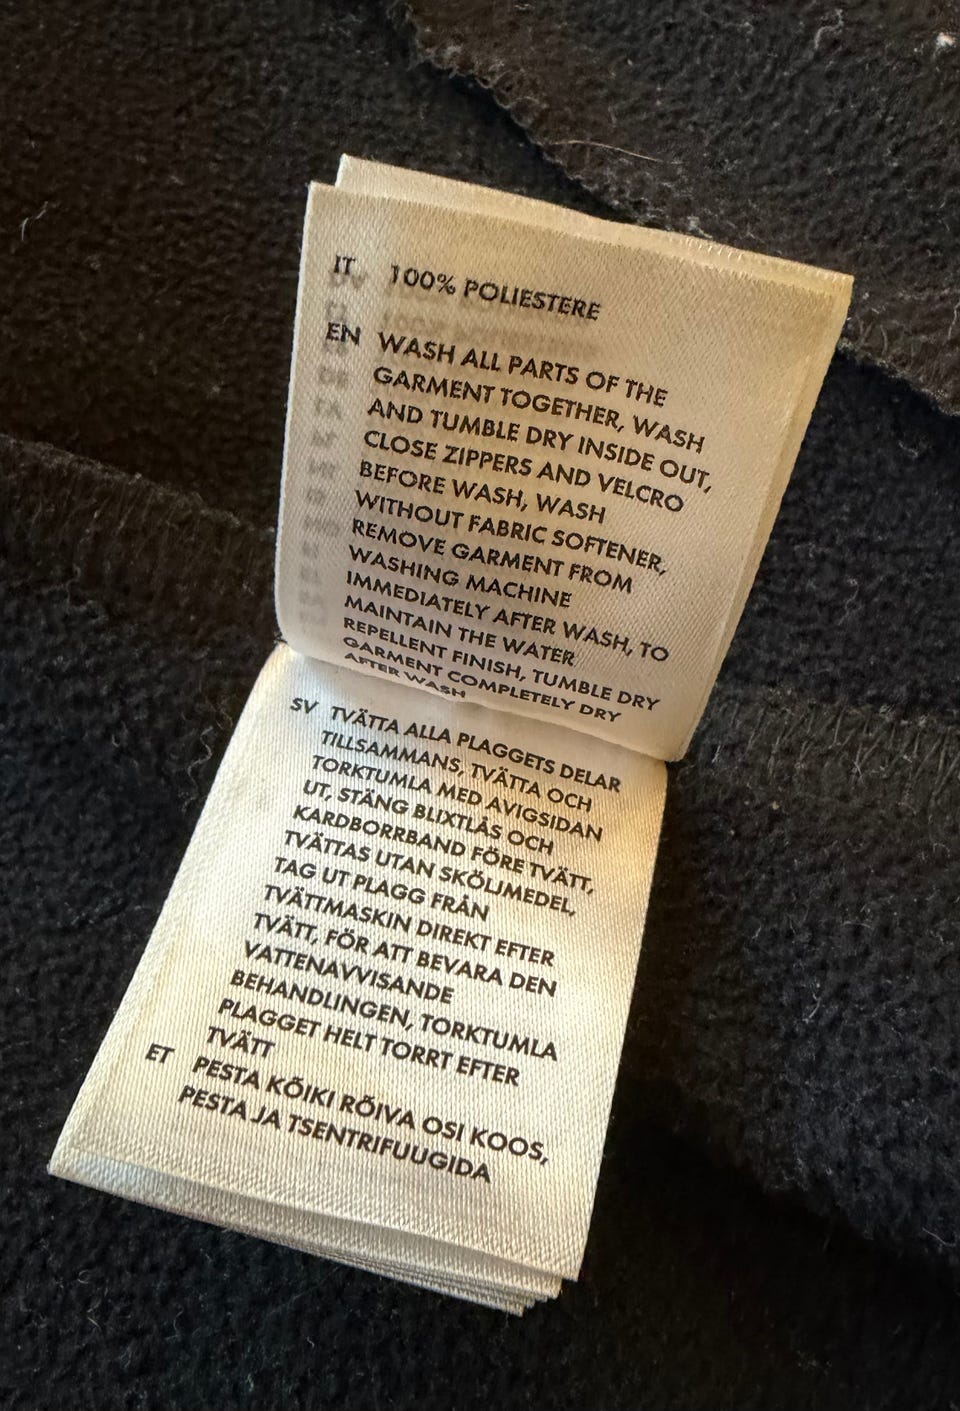 IT 100% POLIESTERE
EN WASH ALL PARTS OF THE
GARMENT TOGETHER, WASH
AND TUMBLE DRY INSIDE OUT,
CLOSE ZIPPERS AND VELCRO
BEFORE WASH, WASH
WITHOUT FABRIC SOFTENER,
REMOVE GARMENT FROM
WASHING MACHINE
IMMEDIATELY AFTER WASH, TO
MAINTAIN THE WATER
REPELLENT FINISH, TUMBLE DRY
GARMENT COMPLETELY DRY
AFTER WASH
SV TVÄTTA ALLA PLAGGETS DELAR
TILLSAMMANS, TVÄTTA OCH
TORKTUMLA MED AVIGSIDAN
UT, STÄNG BLIXTLÅS OCH
KARDBORRBAND FÖRE TVÄTT,
TVÄTTAS UTAN SKÖLJMEDEL,
TAG UT PLAGG FRÅN
TVÄTTMASKIN DIREKT EFTER
TVÄTT, FÖR ATT BEVARA DEN
VATTENAVVISANDE
BEHANDLINGEN, TORKTUMLA
PLAGGET HELT TORRT EFTER
TVÄTT
ET PESTA KÕIKI RÕIVA OSI KOOS,
PESTA JA TSENTRIFUUGIDA